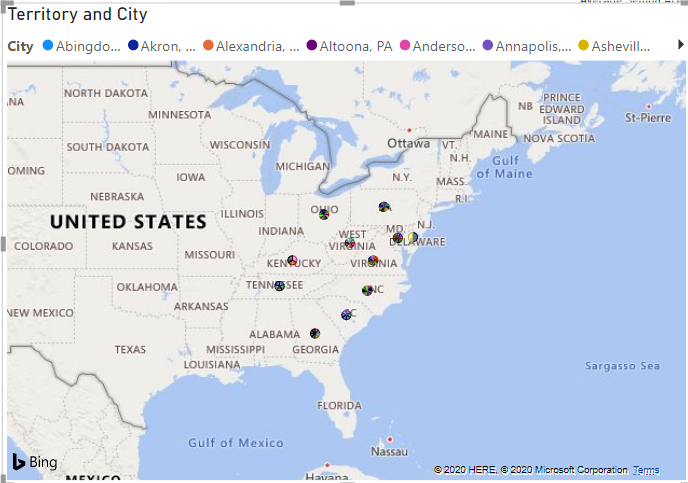 Territory and City
City Abingdo... Akron, ... Alexandria, ... Altoona, PA Anderso... Annapolis,... Ashevill...
NORTH DAKOTA
MINNESOTA
SOUTH DAKOTA
WISCONSIN
MICHIGAN
OMING
IOWA
NEBRASKA
ILLINOIS
INDIANA
OHIO
UNITED STATES
COLORADO
KANSAS
MISSOURI
KENTUCKY
WEST
VIRGINIA
VIRGINIA
MD.
DELAWARE
N.J.
N.Y.
MASS.
R.I.
VT.
N.H.
MAINE
NB
PRINCE
EDWARD
ISLAND
NOVA SCOTIA
St-Pierre
Ottawa
Gulf
of Maine
OKLAHOMA
TENNESSEE
NC
ARKANSAS
NEW MEXICO
SC
ALABAMA
MISSISSIPPI
GEORGIA
TEXAS
LOUISIANA
FLORIDA
Sargasso Sea
Gulf of Mexico
Nassau
Havana
MEXICO
Bing
© 2020 HERE, © 2020 Microsoft Corporation Terms